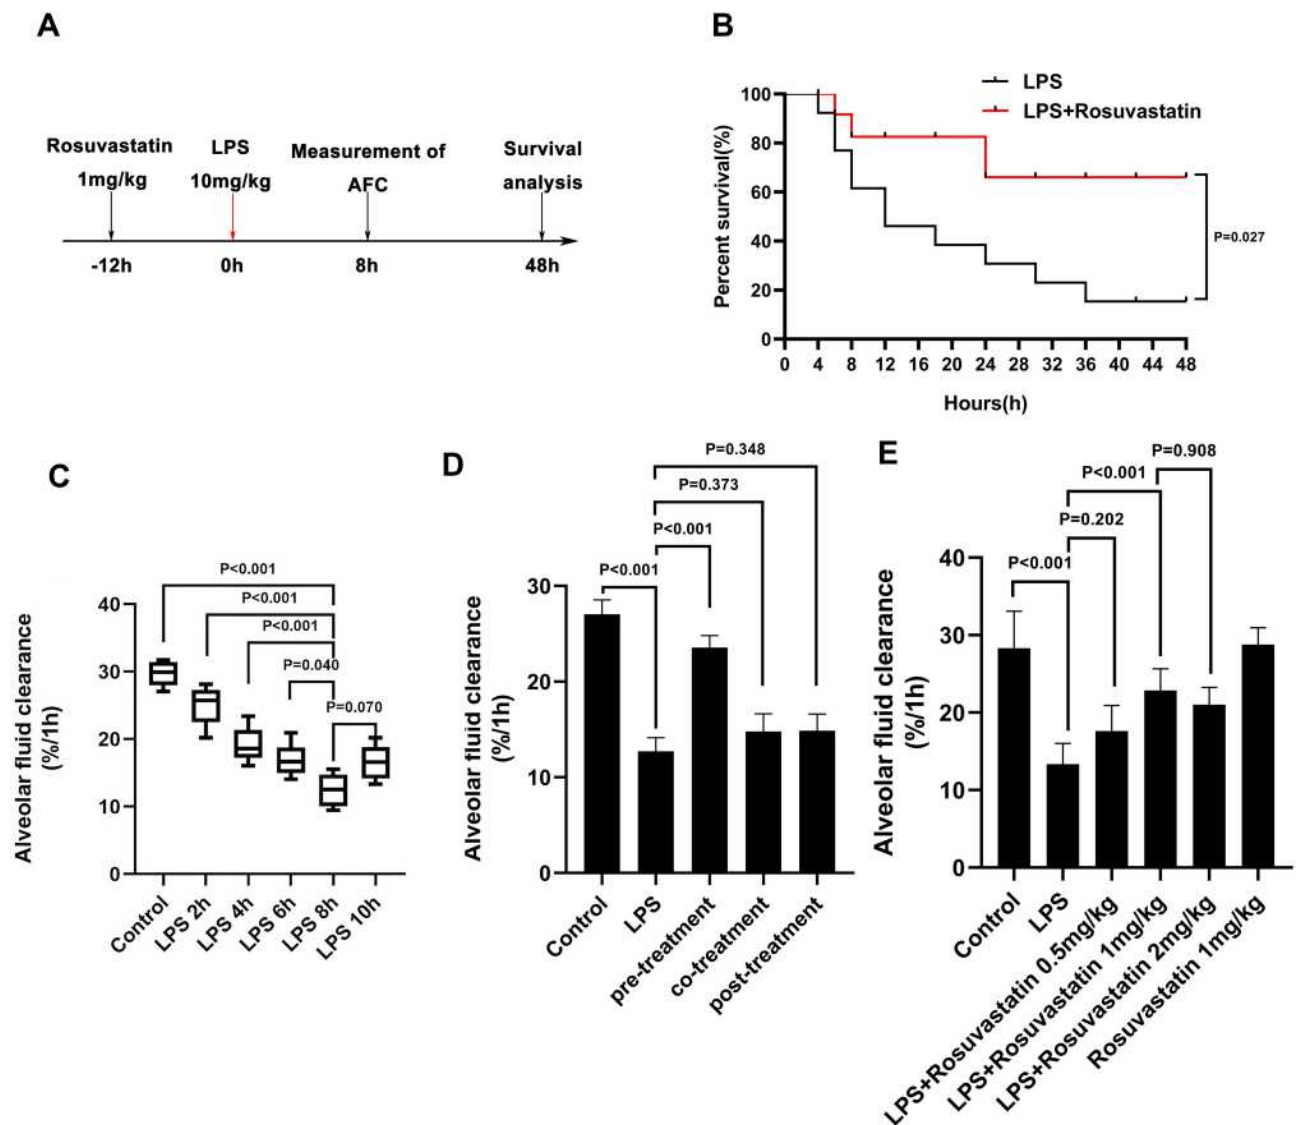 A
Rosuvastatin
1mg/kg
LPS
10mg/kg
Measurement of
AFC
Survival
analysis
-12h
0h
8h
48h
B
LPS
LPS+Rosuvastatin
Percent survival(%)
100
80
60
40
20
0
P=0.027
0 4 8 12 16 20 24 28 32 36 40 44 48
Hours(h)
C
P<0.001
P<0.001
P<0.001
P=0.040
P=0.070
Alveolar fluid clearance
(%/1h)
40
30
20
10
0
Control
LPS 2h
LPS 4h
LPS 6h
LPS 8h
LPS 10h
D
P=0.348
P=0.373
P<0.001
P<0.001
Alveolar fluid clearance
(%/1h)
30
20
10
0
Control
LPS
pre-treatment
co-treatment
post-treatment
E
P=0.908
P<0.001
P=0.202
P<0.001
Alveolar fluid clearance
(%/1h)
40
30
20
10
0
Control
LPS
LPS+Rosuvastatin 0.5mg/kg
LPS+Rosuvastatin 1mg/kg
LPS+Rosuvastatin 2mg/kg
Rosuvastatin 1mg/kg